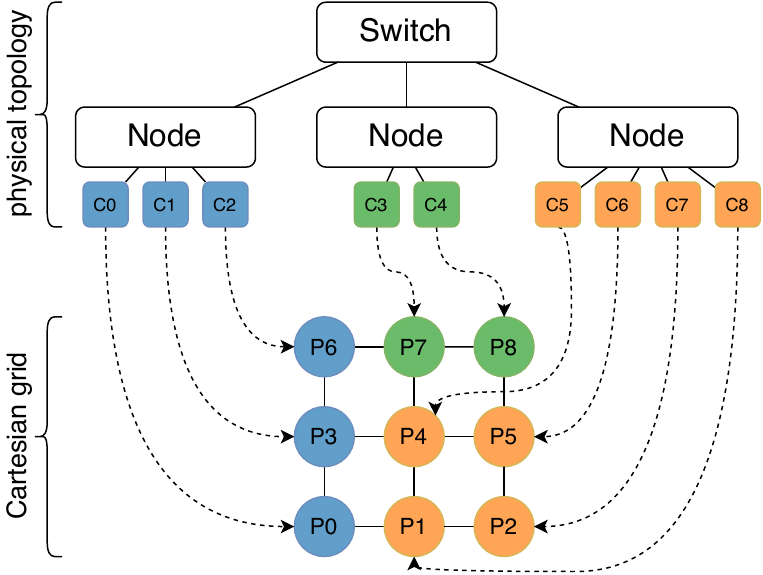 Switch
physical topology
Node Node Node
C0 C1 C2 C3 C4 C5 C6 C7 C8
Cartesian grid
P6 P7 P8
P3 P4 P5
P0 P1 P2